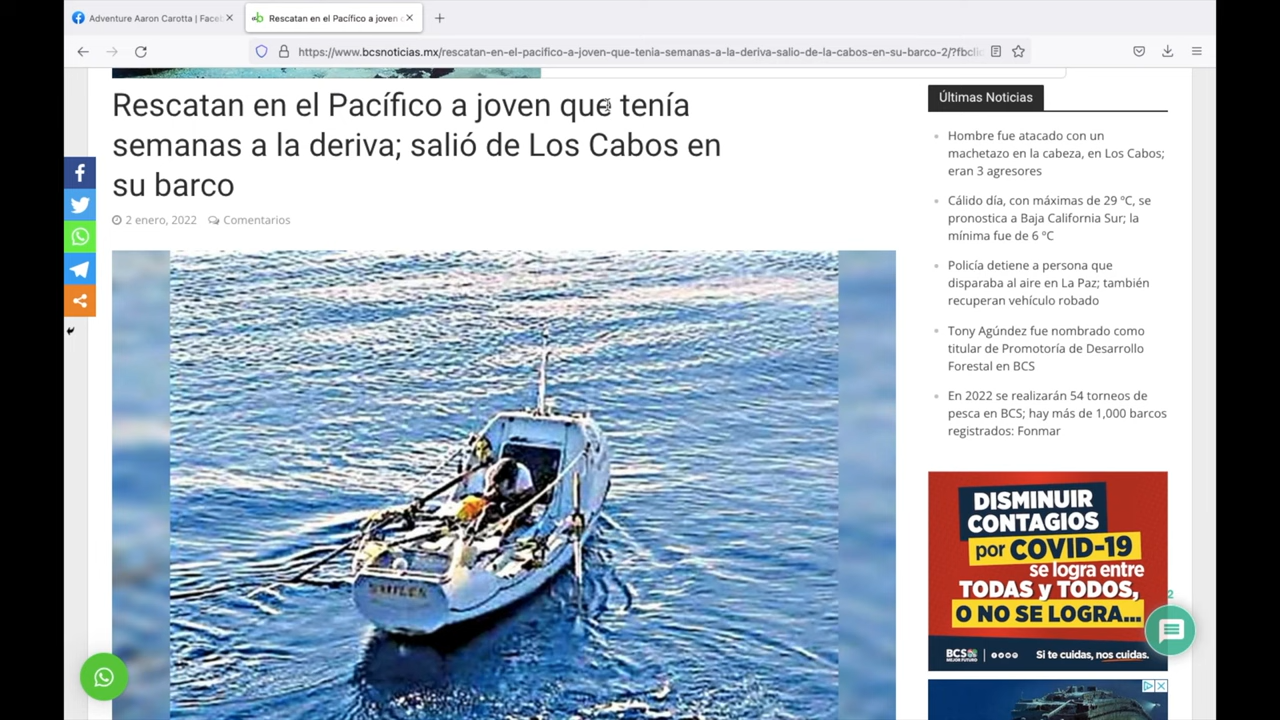 Adventure Aaron Carotta | Face
Rescatan en el Pacífico a joven
https://www.bcsnoticias.mx/rescatan-en-el-pacifico-a-joven-que-tenia-semanas-a-la-deriva-salio-de-la-cabos-en-su-barco-2/?fbcli
Rescatan en el Pacífico a joven que tenía
semanas a la deriva; salió de Los Cabos en
su barco
2 enero, 2022 Comentarios
SMILES
Últimas Noticias
Hombre fue atacado con un
machetazo en la cabeza, en Los Cabos;
eran 3 agresores
Cálido día, con máximas de 29 °C, se
pronostica a Baja California Sur; la
mínima fue de 6 °C
Policía detiene a persona que
disparaba al aire en La Paz; también
recuperan vehículo robado
Tony Agúndez fue nombrado como
titular de Promotoría de Desarrollo
Forestal en BCS
En 2022 se realizarán 54 torneos de
pesca en BCS; hay más de 1,000 barcos
registrados: Fonmar
DISMINUIR
CONTAGIOS
por COVID-19
se logra entre
TODAS y TODOS,
O NO SE LOGRA...
BCS Si te cuidas, nos cuidas.
MEJOR FUTURO
2